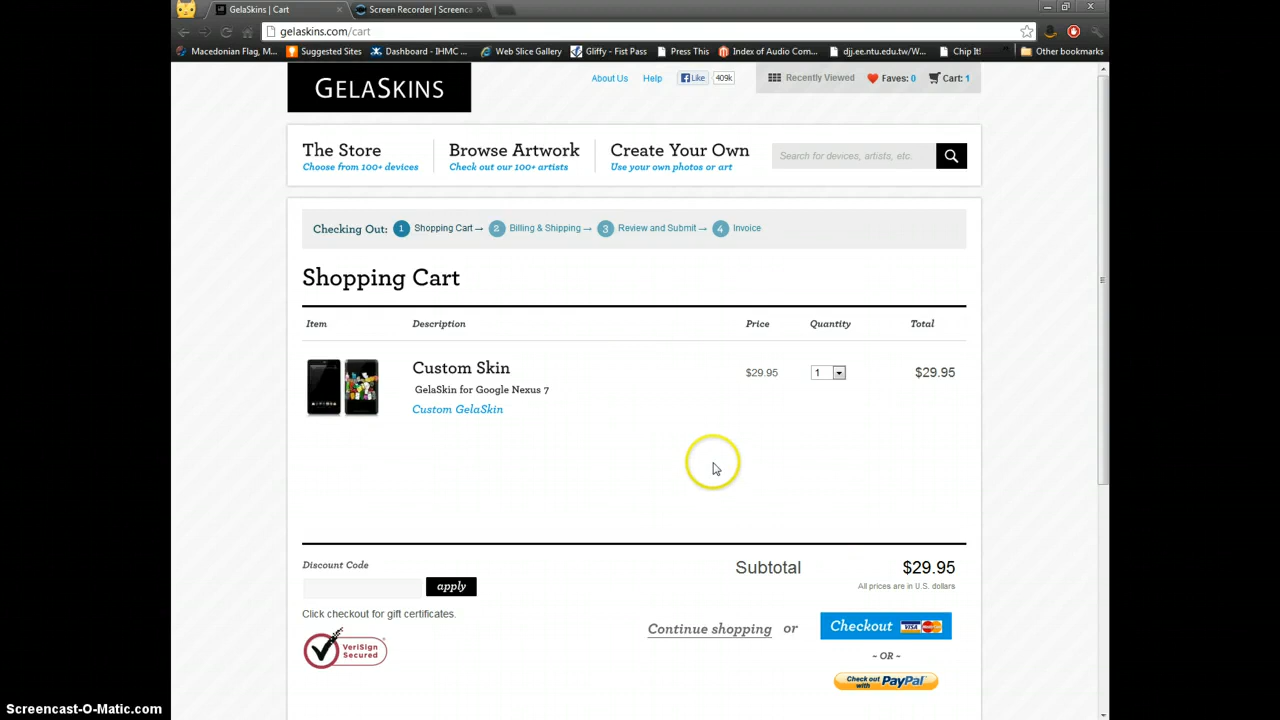 GelaSkins | Cart
Screen Recorder | Screenca
gelaskins.com/cart
Macedonian Flag, M...
Suggested Sites
Dashboard - IHMC ...
Web Slice Gallery
Gliffy - Fist Pass
Press This
Index of Audio Com...
djj.ee.ntu.edu.tw/W...
Chip It!
Other bookmarks
GELASKINS
About Us
Help
Like
409k
Recently Viewed
Faves: 0
Cart: 1
The Store
Choose from 100+ devices
Browse Artwork
Check out our 100+ artists
Create Your Own
Use your own photos or art
Search for devices, artists, etc.
Checking Out: 1 Shopping Cart → 2 Billing & Shipping → 3 Review and Submit → 4 Invoice
Shopping Cart
Item Description Price Quantity Total
Custom Skin
GelaSkin for Google Nexus 7
Custom GelaSkin
$29.95 1 $29.95
Discount Code
apply
Click checkout for gift certificates.
VeriSign
Secured
Subtotal $29.95
All prices are in U.S. dollars
Continue shopping or Checkout VISA
~ OR ~
Check out
with PayPal
Screencast-O-Matic.com